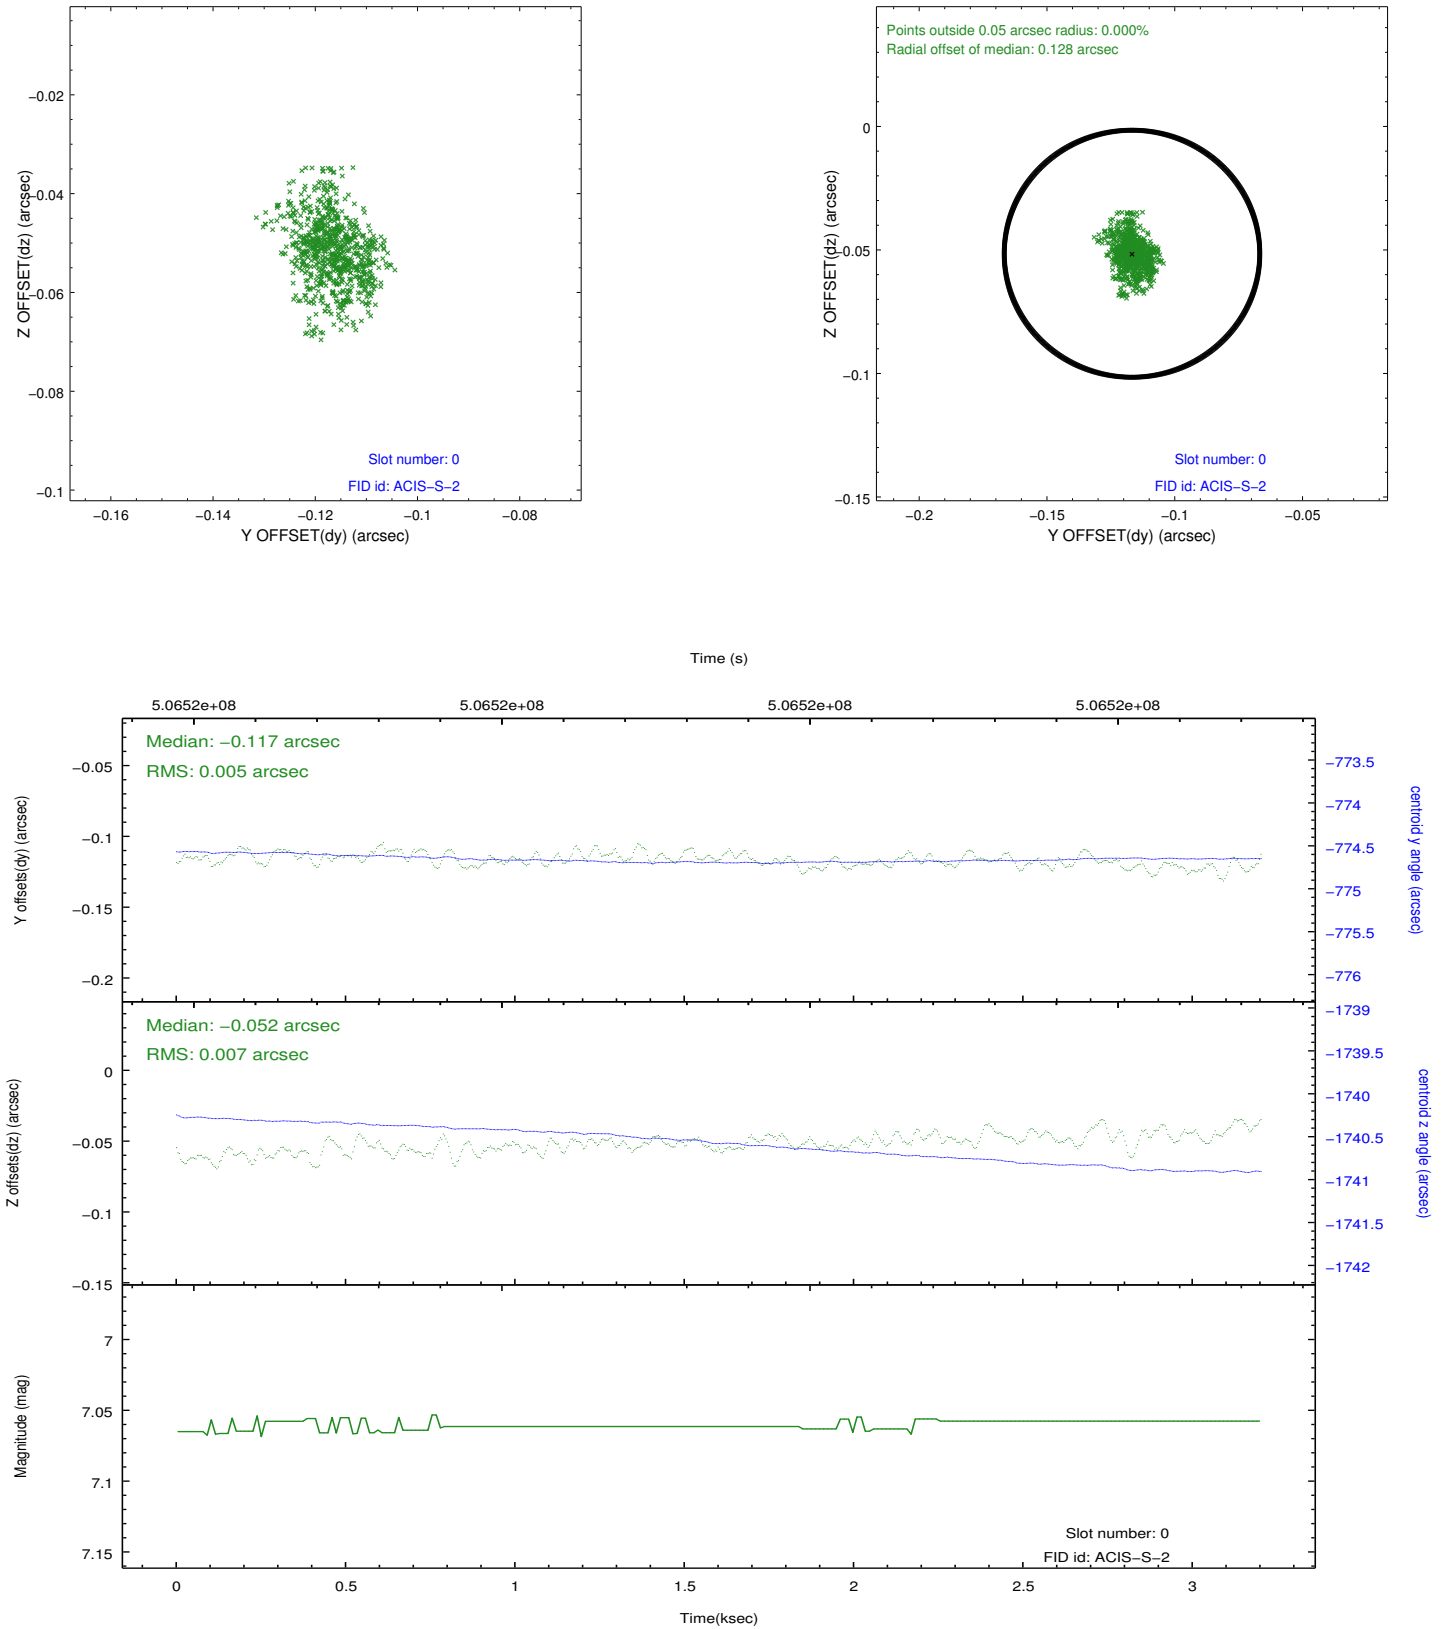 −0.02
−0.04
−0.06
−0.08
−0.1
Z OFFSET(dz) (arcsec)
Slot number: 0
FID id: ACIS−S−2
−0.16
−0.14
−0.12
−0.1
−0.08
Y OFFSET(dy) (arcsec)
Points outside 0.05 arcsec radius: 0.000%
Radial offset of median: 0.128 arcsec
0
−0.05
−0.1
−0.15
Z OFFSET(dz) (arcsec)
Slot number: 0
FID id: ACIS−S−2
−0.2
−0.15
−0.1
−0.05
Y OFFSET(dy) (arcsec)
Time (s)
5.0652e+08
5.0652e+08
5.0652e+08
5.0652e+08
Median: −0.117 arcsec
RMS: 0.005 arcsec
−0.05
−0.1
−0.15
−0.2
Y offsets(dy) (arcsec)
−773.5
−774
−774.5
−775
−775.5
−776
centroid y angle (arcsec)
Median: −0.052 arcsec
RMS: 0.007 arcsec
0
−0.05
−0.1
−0.15
Z offsets(dz) (arcsec)
−1739
−1739.5
−1740
−1740.5
−1741
−1741.5
−1742
centroid z angle (arcsec)
7
7.05
7.1
7.15
Magnitude (mag)
Slot number: 0
FID id: ACIS−S−2
0
0.5
1
1.5
2
2.5
3
Time(ksec)